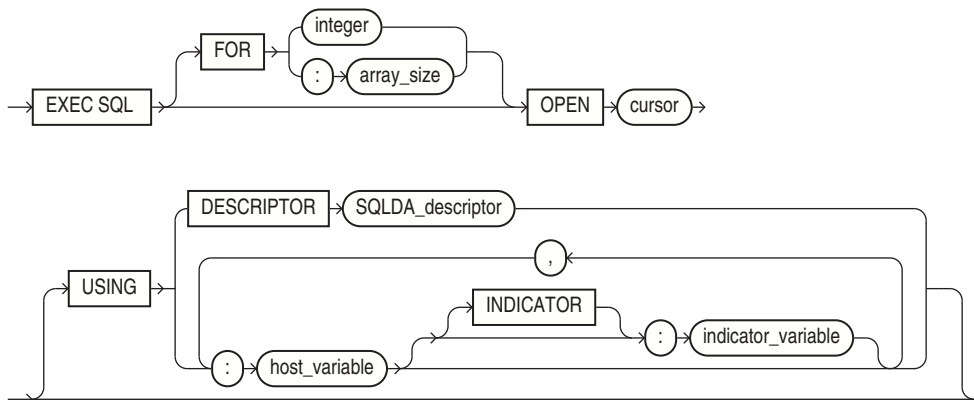 integer
FOR
: array_size
EXEC SQL OPEN cursor
DESCRIPTOR SQLDA_descriptor
,
USING INDICATOR
: indicator_variable
: host_variable